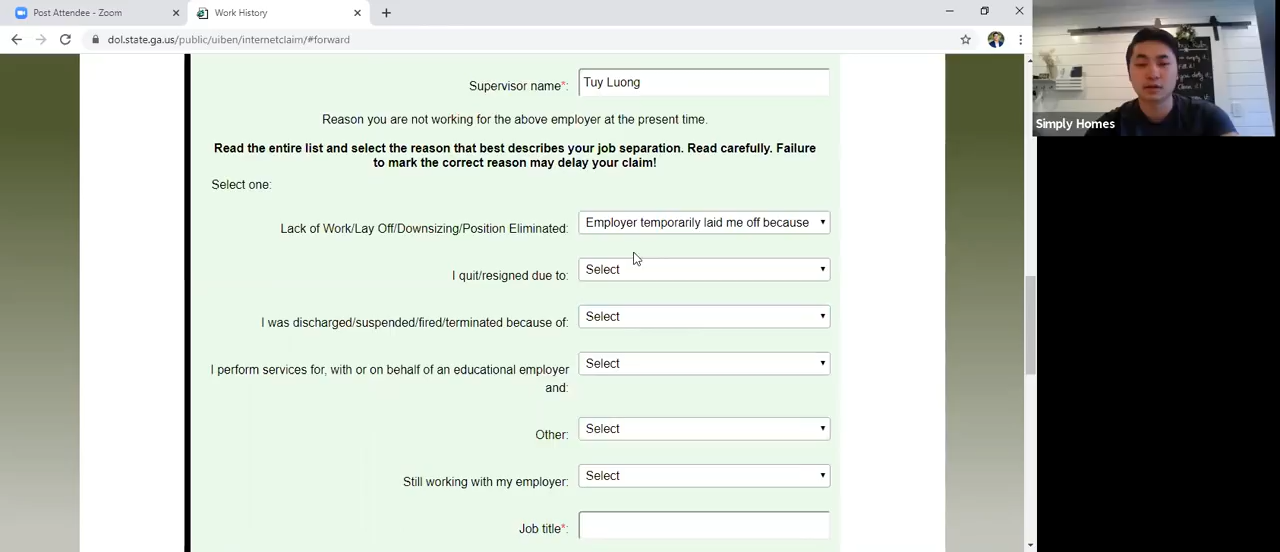 Post Attendee - Zoom
Work History
dol.state.ga.us/public/uiben/internetclaim/#forward
Simply Homes
Supervisor name*:
Tuy Luong
Reason you are not working for the above employer at the present time.
Read the entire list and select the reason that best describes your job separation. Read carefully. Failure
to mark the correct reason may delay your claim!
Select one:
Lack of Work/Lay Off/Downsizing/Position Eliminated:
Employer temporarily laid me off because
I quit/resigned due to:
Select
I was discharged/suspended/fired/terminated because of:
Select
I perform services for, with or on behalf of an educational employer
and:
Select
Other:
Select
Still working with my employer:
Select
Job title*: